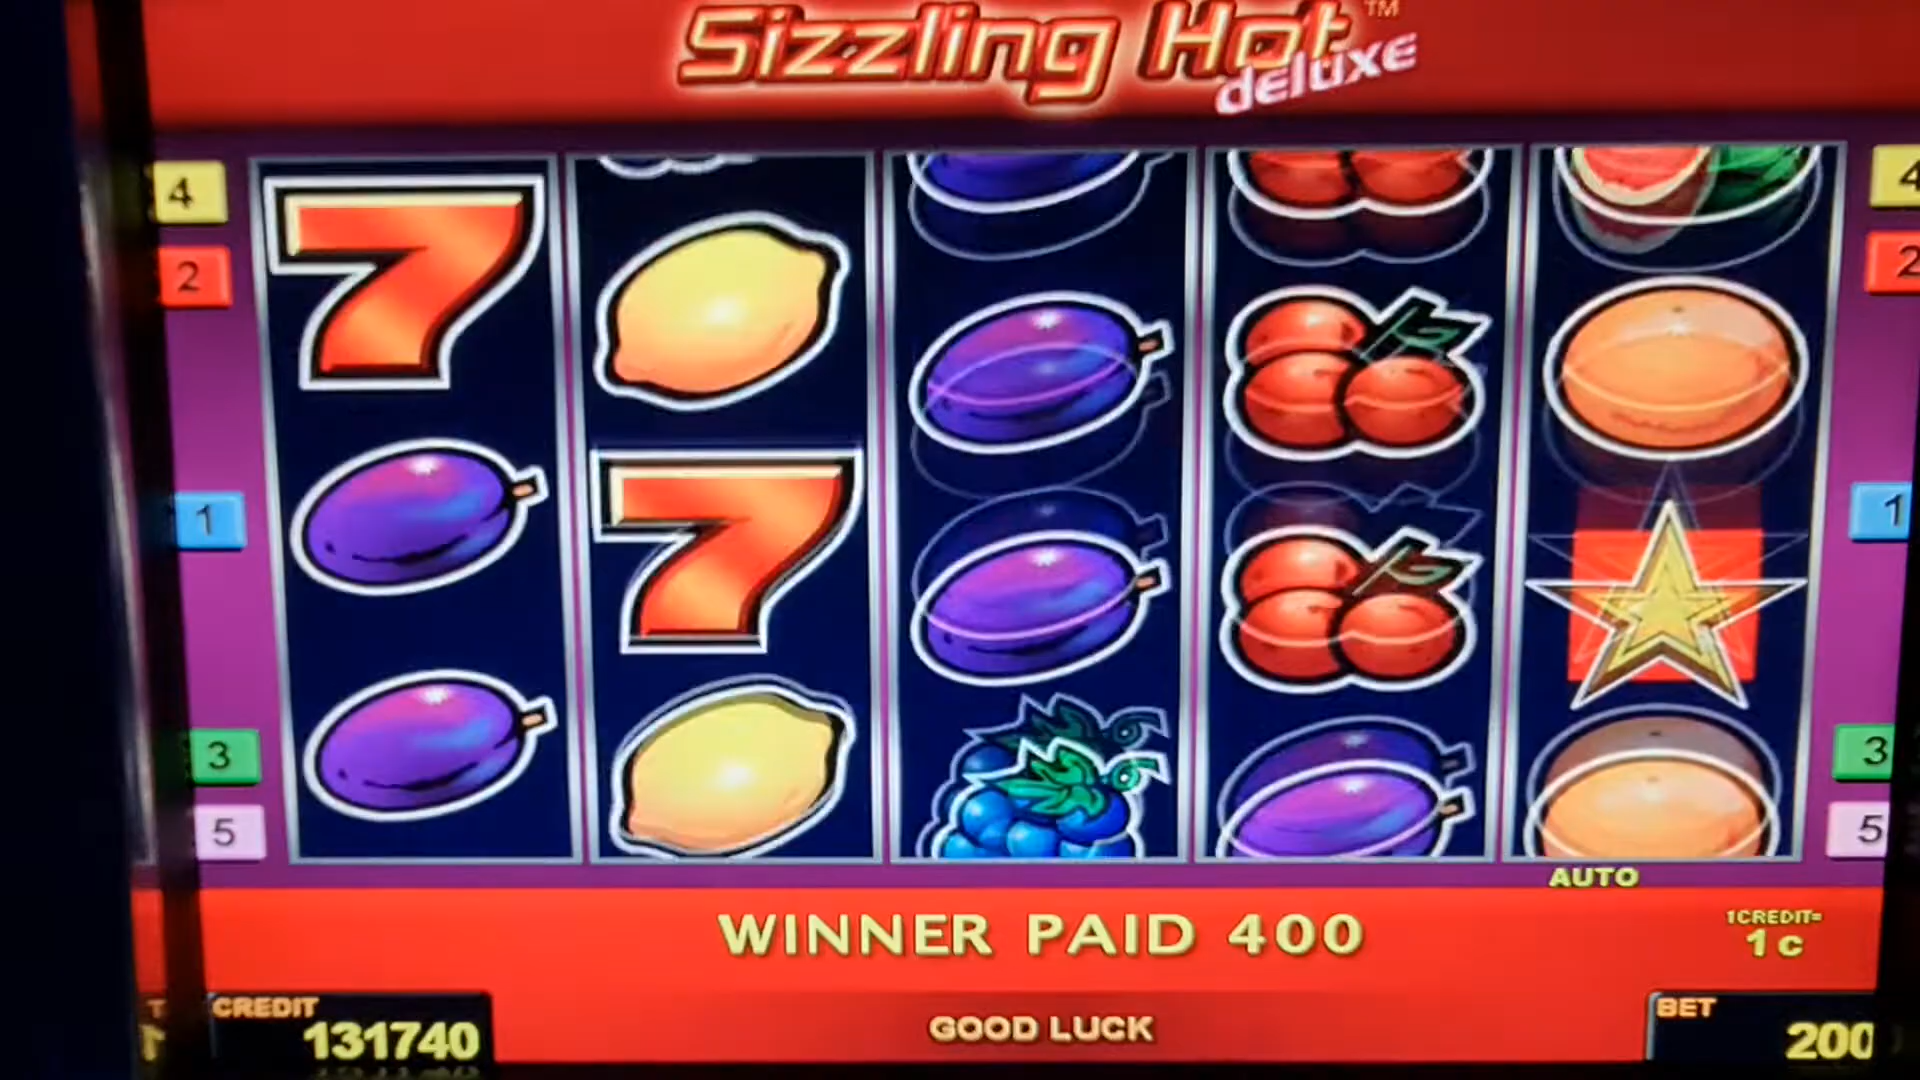 Sizzling Hot™
deluxe
4
4
2
2
1
1
3
3
5
5
AUTO
WINNER PAID 400
1CREDIT=
1 c
CREDIT
131740
GOOD LUCK
BET
200